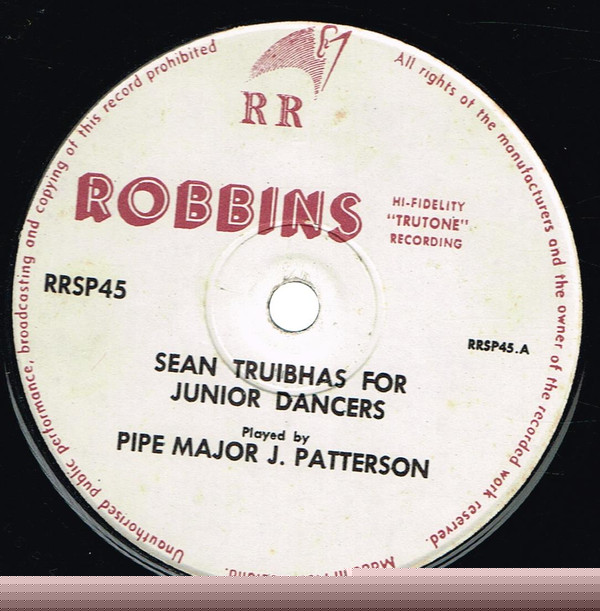 RR
ROBBINS
HI-FIDELITY
"TRUTONE"
RECORDING
RRSP45
RRSP45.A
SEAN TRUIBHAS FOR
JUNIOR DANCERS
Played by
PIPE MAJOR J. PATTERSON
All rights of the manufacturers and the owner of the recorded work reserved.
Unauthorised public performance, broadcasting and copying of this record prohibited
Made in